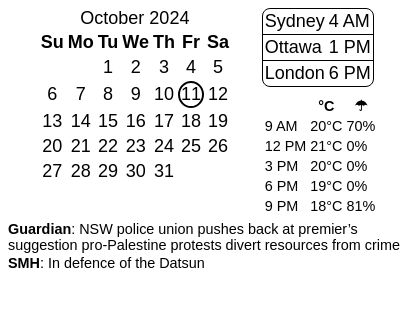 October 2024
Su Mo Tu We Th Fr Sa
1 2 3 4 5
6 7 8 9 10 11 12
13 14 15 16 17 18 19
20 21 22 23 24 25 26
27 28 29 30 31
Sydney 4 AM
Ottawa 1 PM
London 6 PM
°C ☂
9 AM 20°C 70%
12 PM 21°C 0%
3 PM 20°C 0%
6 PM 19°C 0%
9 PM 18°C 81%
Guardian: NSW police union pushes back at premier’s
suggestion pro-Palestine protests divert resources from crime
SMH: In defence of the Datsun